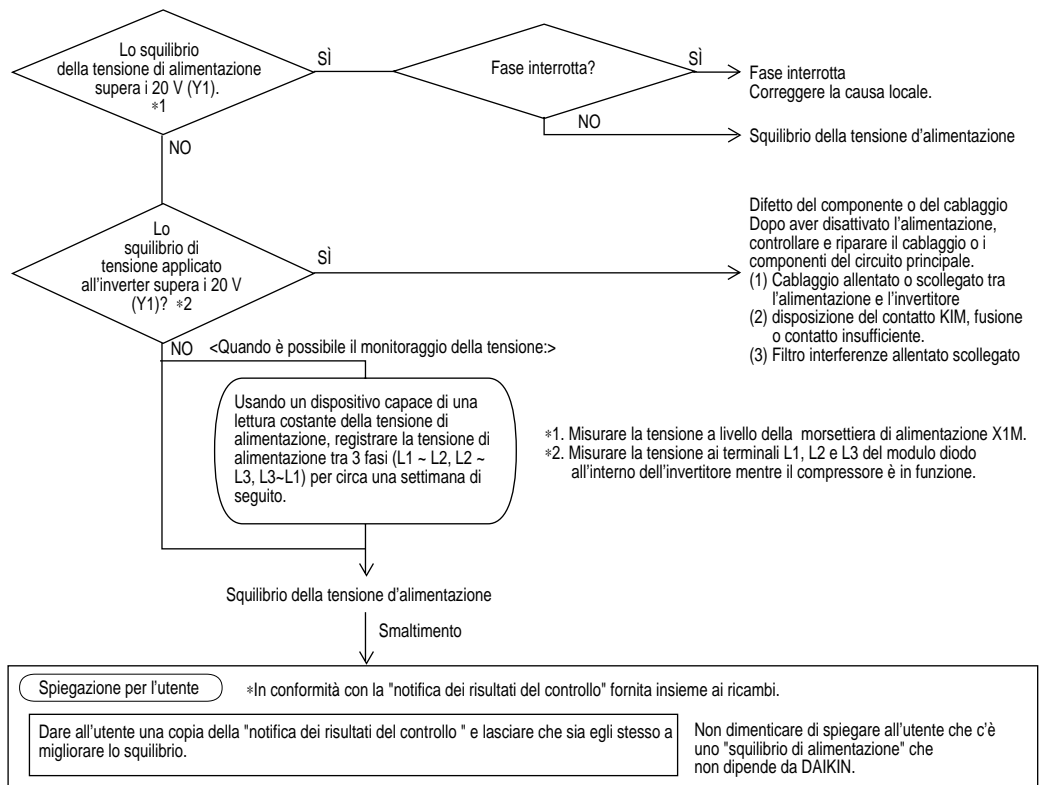 Lo squilibrio
della tensione di alimentazione
supera i 20 V (Y1).
*1
SÌ
Fase interrotta?
SÌ
Fase interrotta
Correggere la causa locale.
NO
Squilibrio della tensione d'alimentazione
NO
Lo
squilibrio di
tensione applicato
all'inverter supera i 20 V
(Y1)? *2
SÌ
Difetto del componente o del cablaggio
Dopo aver disattivato l'alimentazione,
controllare e riparare il cablaggio o i
componenti del circuito principale.
(1) Cablaggio allentato o scollegato tra
l'alimentazione e l'invertitore
(2) disposizione del contatto KIM, fusione
o contatto insufficiente.
(3) Filtro interferenze allentato scollegato
NO
<Quando è possibile il monitoraggio della tensione:>
Usando un dispositivo capace di una
lettura costante della tensione di
alimentazione, registrare la tensione di
alimentazione tra 3 fasi (L1 ~ L2, L2 ~
L3, L3~L1) per circa una settimana di
seguito.
*1. Misurare la tensione a livello della morsettiera di alimentazione X1M.
*2. Misurare la tensione ai terminali L1, L2 e L3 del modulo diodo
all'interno dell'invertitore mentre il compressore è in funzione.
Squilibrio della tensione d'alimentazione
Smaltimento
Spiegazione per l'utente
*In conformità con la "notifica dei risultati del controllo" fornita insieme ai ricambi.
Dare all'utente una copia della "notifica dei risultati del controllo " e lasciare che sia egli stesso a
migliorare lo squilibrio.
Non dimenticare di spiegare all'utente che c'è
uno "squilibrio di alimentazione" che
non dipende da DAIKIN.